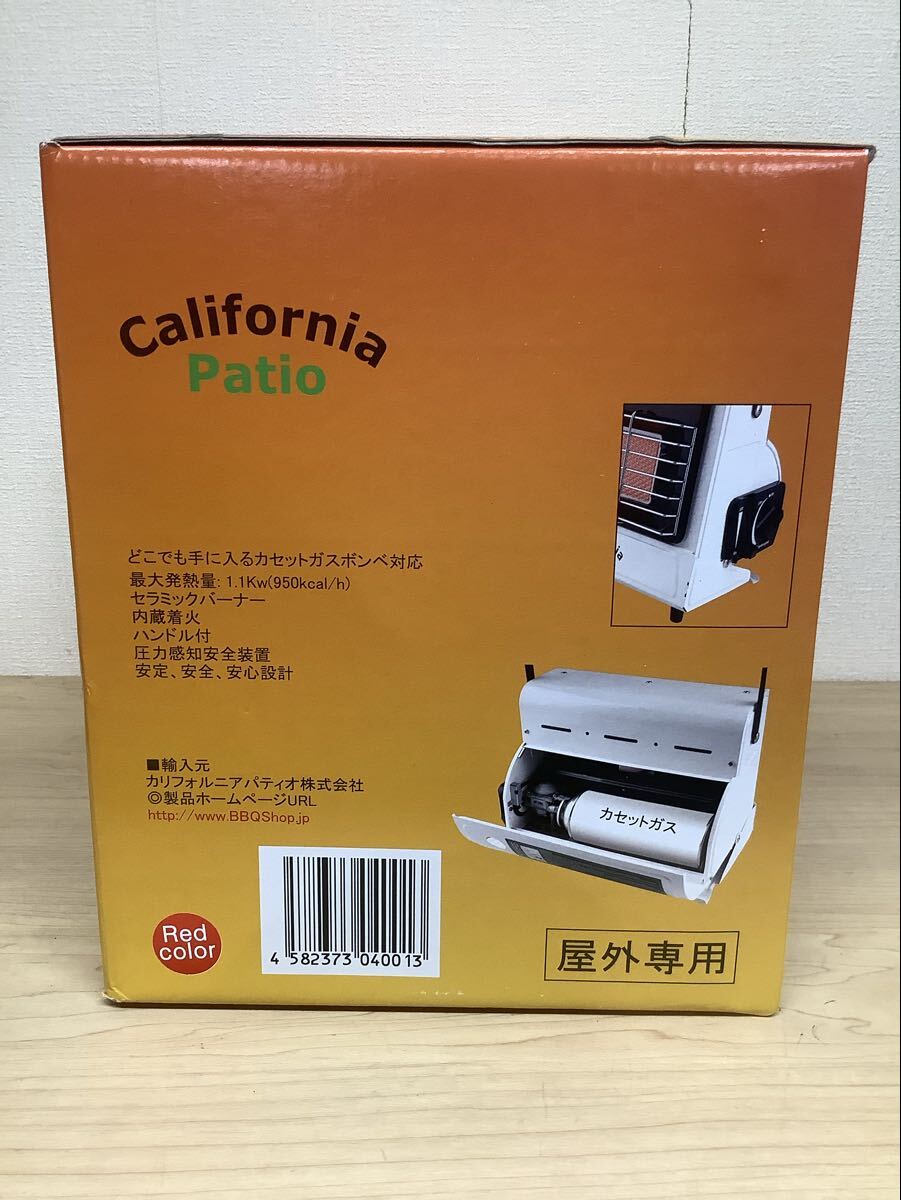 California
Patio
どこでも手に入るカセットガスボンベ対応
最大発熱量: 1.1Kw(950kcal/h)
セラミックバーナー
内蔵着火
ハンドル付
圧力感知安全装置
安定、安全、安心設計
■輸入元
カリフォルニアパティオ株式会社
◎製品ホームページURL
http://www.BBQShop.jp
カセットガス
Red
color
4 582373 040013
屋外専用